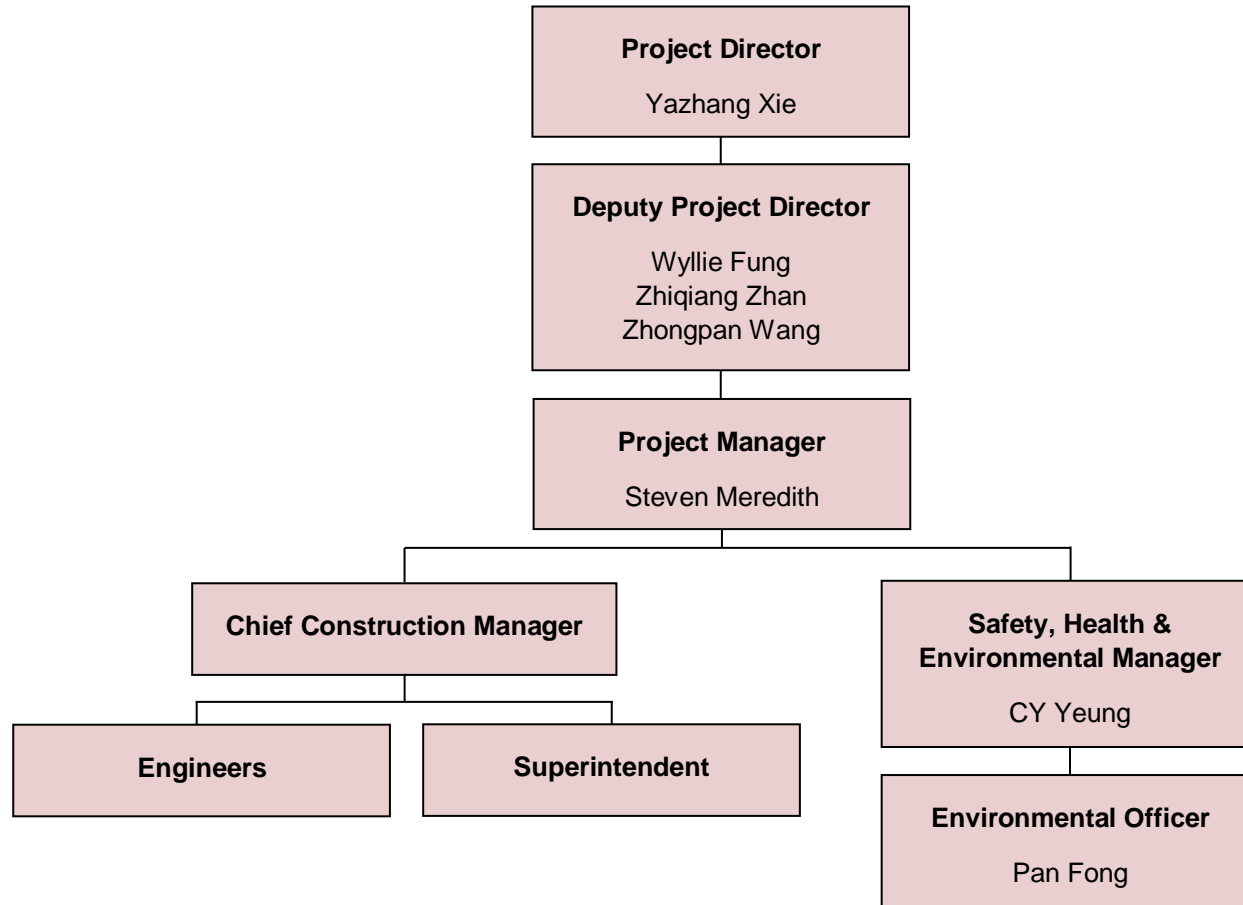 Project Director
Yazhang Xie
Deputy Project Director
Wyllie Fung
Zhiqiang Zhan
Zhongpan Wang
Project Manager
Steven Meredith
Chief Construction Manager
Safety, Health &
Environmental Manager
CY Yeung
Engineers
Superintendent
Environmental Officer
Pan Fong